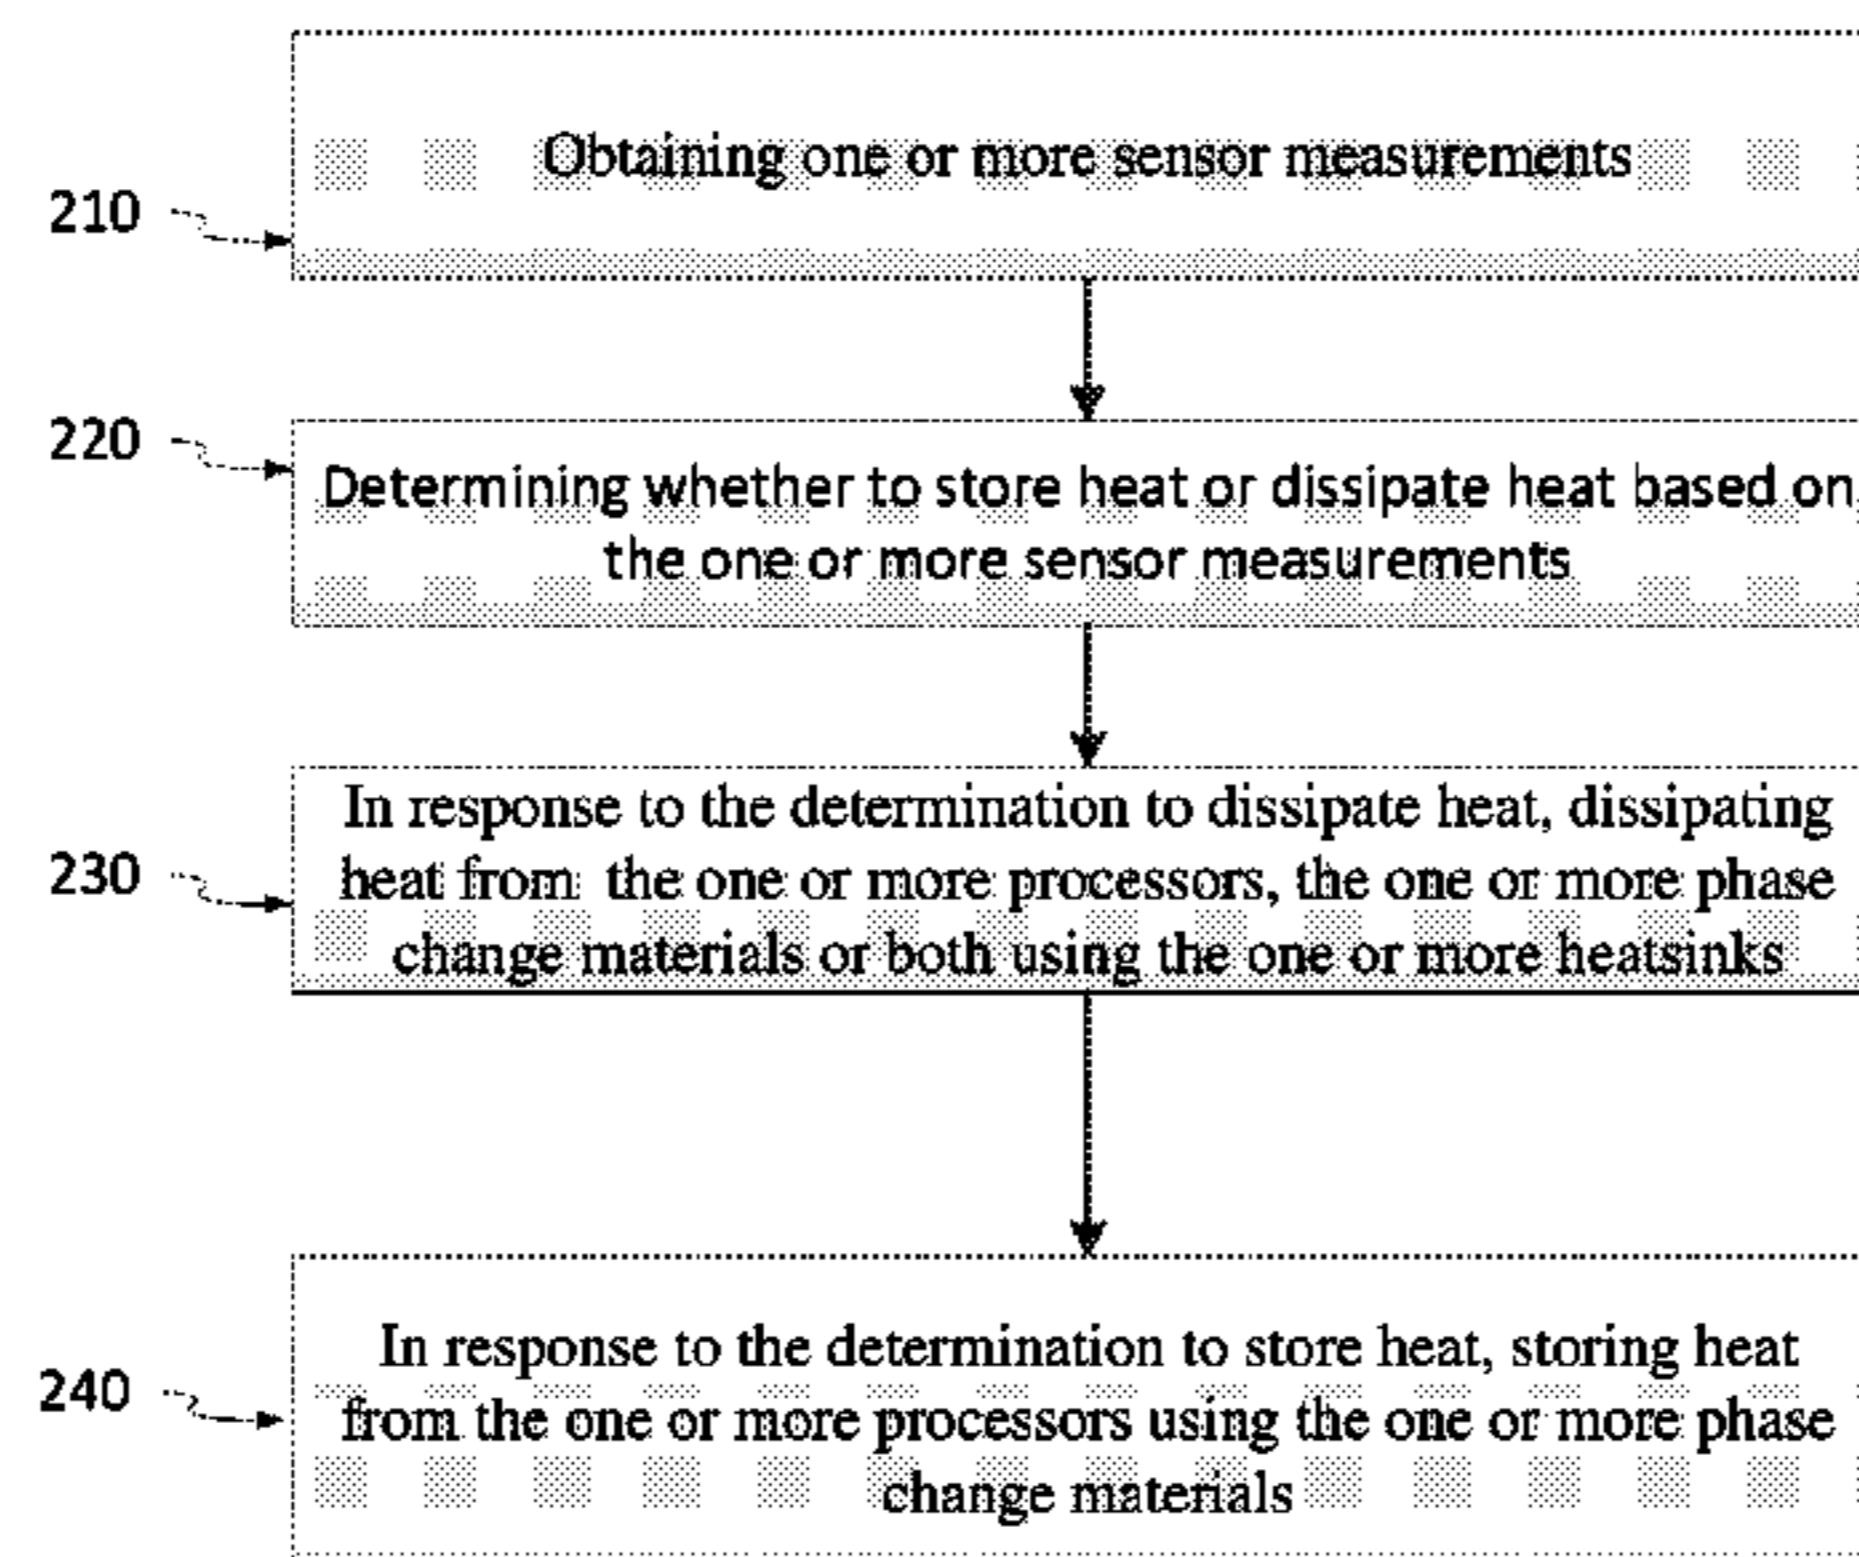 Obtaining one or more sensor measurements
210
220
Determining whether to store heat or dissipate heat based on
the one or more sensor measurements
In response to the determination to dissipate heat, dissipating
230
heat from the one or more processors, the one or more phase
change materials or both using the one or more heatsinks
In response to the determination to store heat, storing heat
240
from the one or more processors using the one or more phase
change materials